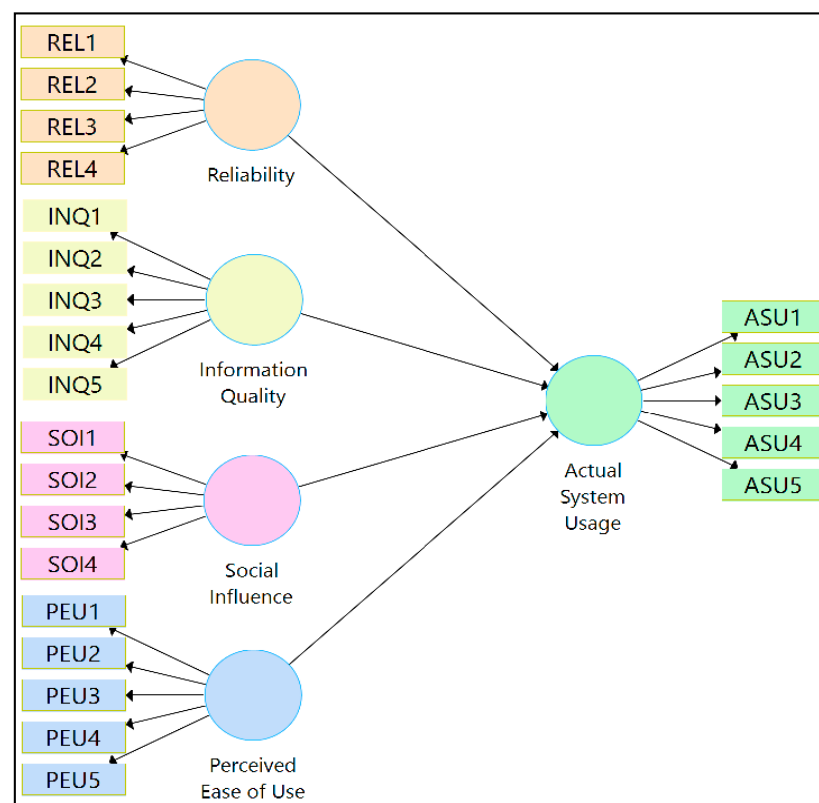 REL1
REL2
REL3
REL4
Reliability
INQ1
INQ2
INQ3
INQ4
INQ5
Information
Quality
SOI1
SOI2
SOI3
SOI4
Social
Influence
PEU1
PEU2
PEU3
PEU4
PEU5
Perceived
Ease of Use
ASU1
ASU2
ASU3
ASU4
ASU5
Actual
System
Usage